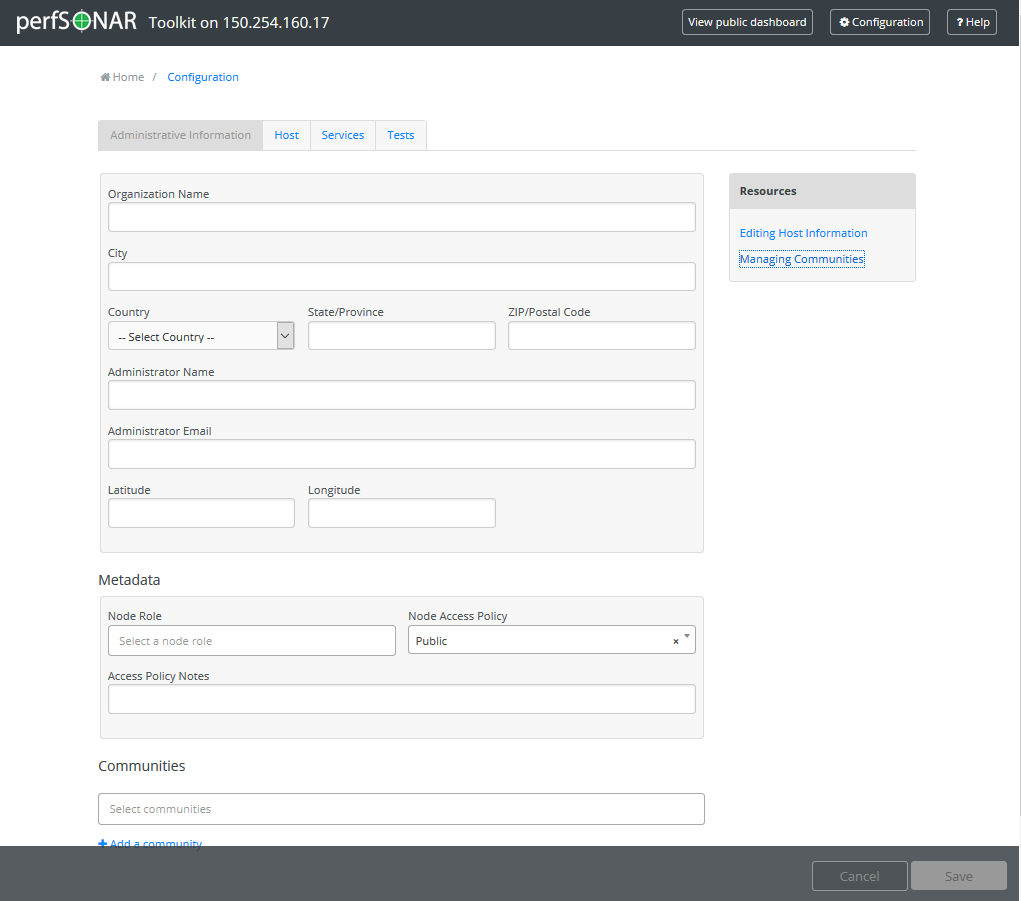 perfSONAR Toolkit on 150.254.160.17 View public dashboard Configuration ? Help
Home / Configuration
Administrative Information Host Services Tests
Organization Name
Resources
Editing Host Information
Managing Communities
City
Country State/Province ZIP/Postal Code
-- Select Country --
Administrator Name
Administrator Email
Latitude Longitude
Metadata
Node Role Node Access Policy
Select a node role Public ×
Access Policy Notes
Communities
Select communities
+ Add a community
Cancel Save